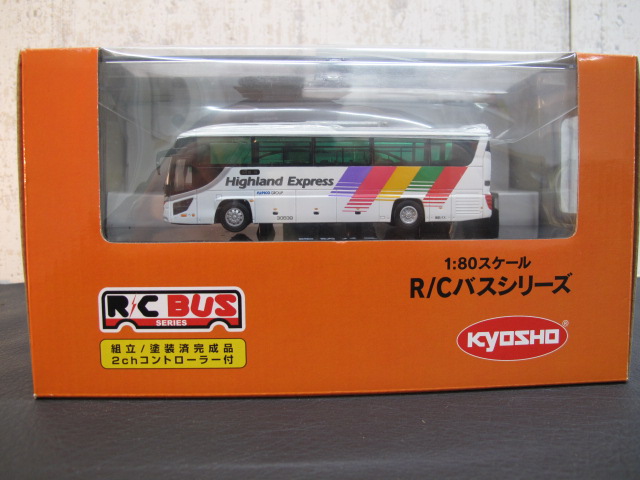 Highland Express
ALPICO GROUP
1:80スケール
R/Cバスシリーズ
R/C BUS
SERIES
組立/塗装済完成品
2chコントローラー付
KYOSHO®